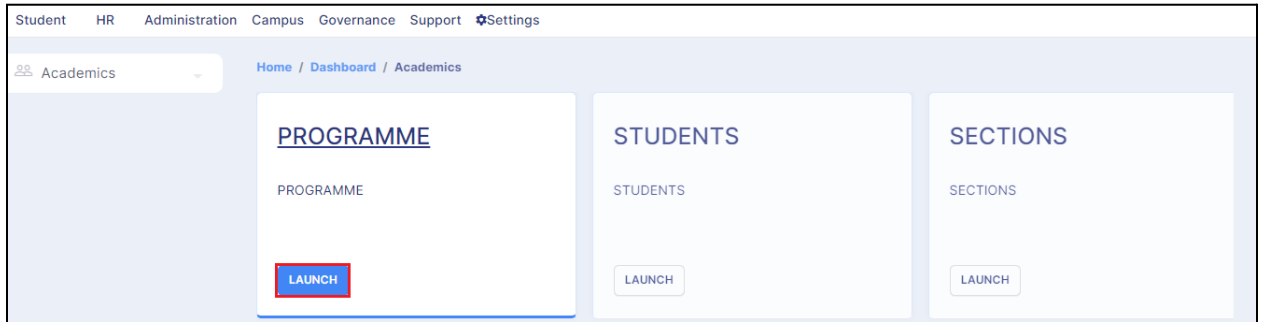 Student HR Administration Campus Governance Support Settings
Academics
Home / Dashboard / Academics
PROGRAMME STUDENTS SECTIONS
PROGRAMME STUDENTS SECTIONS
LAUNCH LAUNCH LAUNCH